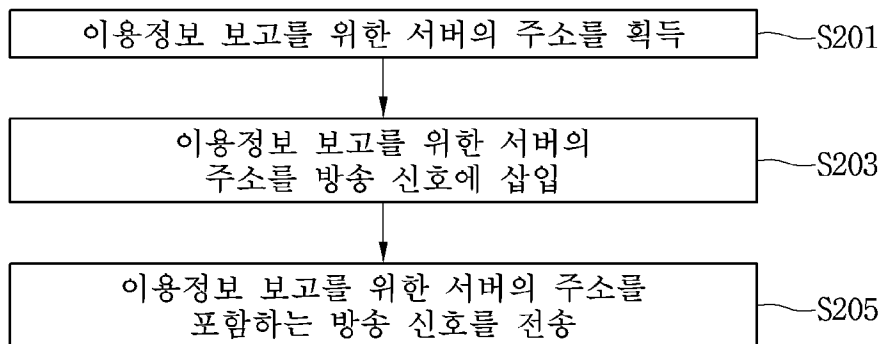 이용정보 보고를 위한 서버의 주소를 획득
S201
이용정보 보고를 위한 서버의
주소를 방송 신호에 삽입
S203
이용정보 보고를 위한 서버의 주소를
포함하는 방송 신호를 전송
S205